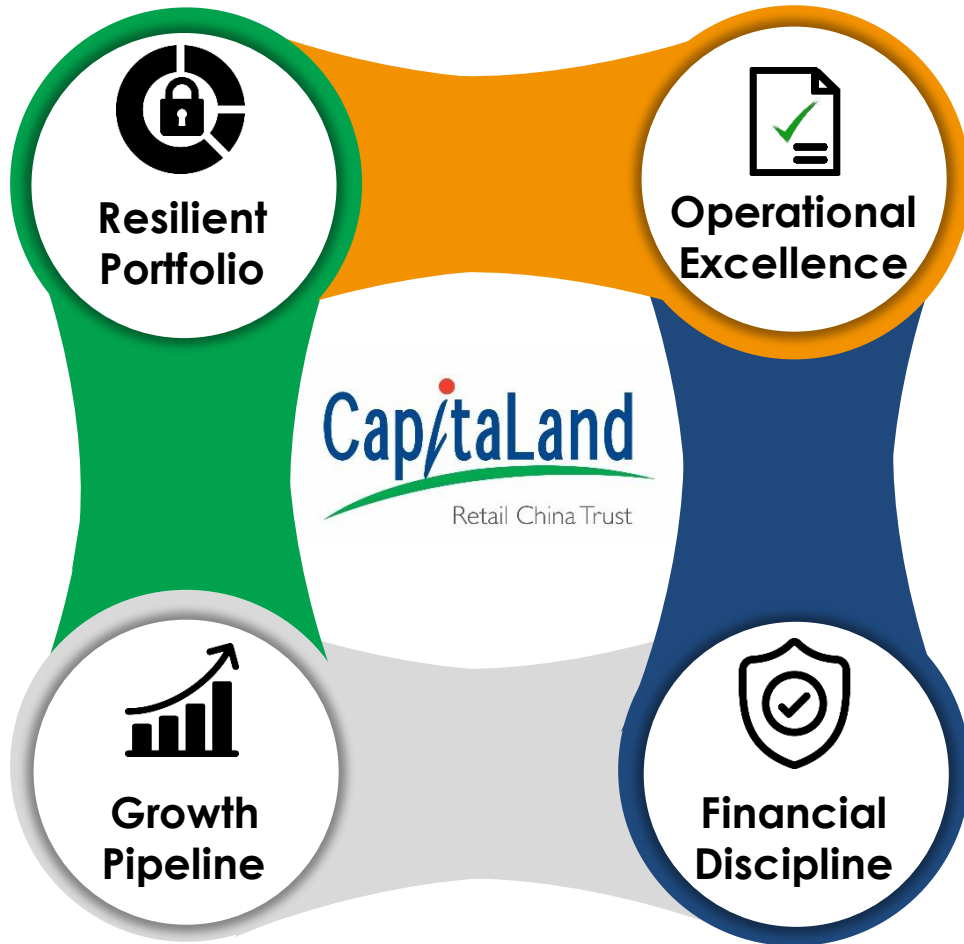 Resilient
Portfolio
Operational
Excellence
CapitaLand
Retail China Trust
Growth
Pipeline
Financial
Discipline